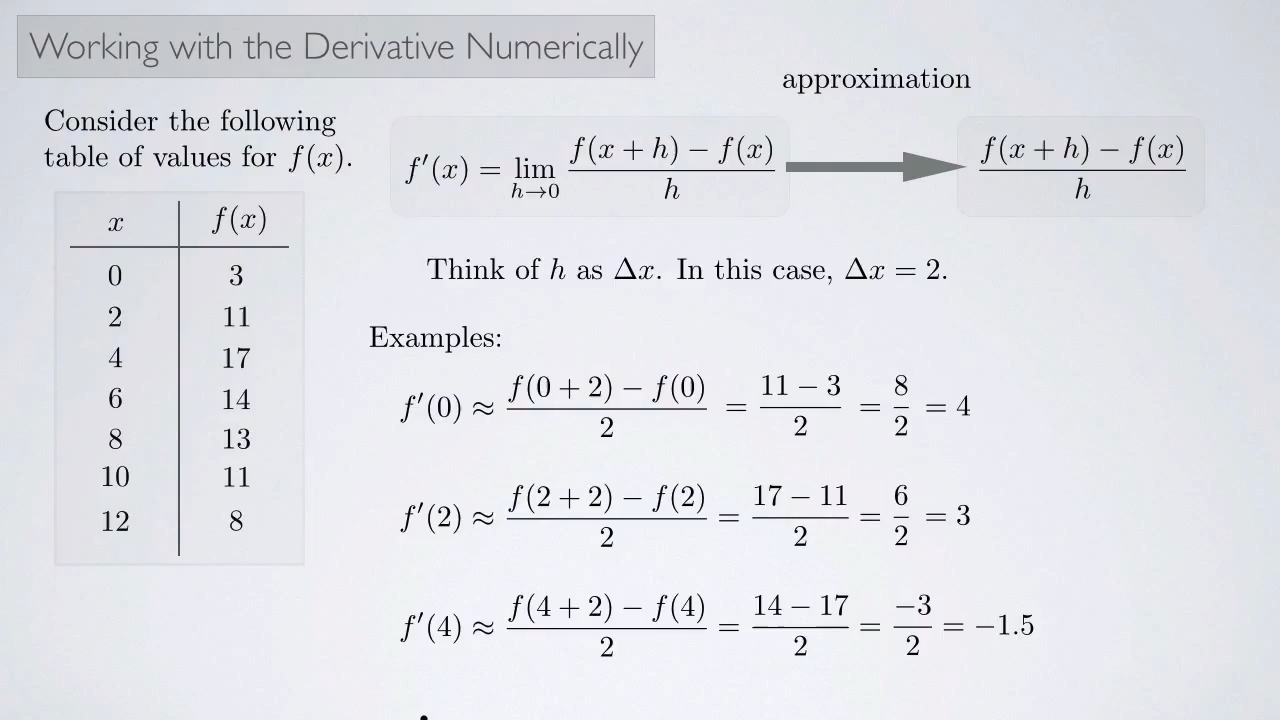 Working with the Derivative Numerically
approximation
Consider the following
table of values for f(x).
f′(x) = lim h→0 (f(x + h) − f(x))/h
(f(x + h) − f(x))/h
x f(x)
0 3
2 11
4 17
6 14
8 13
10 11
12 8
Think of h as Δx. In this case, Δx = 2.
Examples:
f′(0) ≈ (f(0 + 2) − f(0))/2 = (11 − 3)/2 = 8/2 = 4
f′(2) ≈ (f(2 + 2) − f(2))/2 = (17 − 11)/2 = 6/2 = 3
f′(4) ≈ (f(4 + 2) − f(4))/2 = (14 − 17)/2 = −3/2 = −1.5